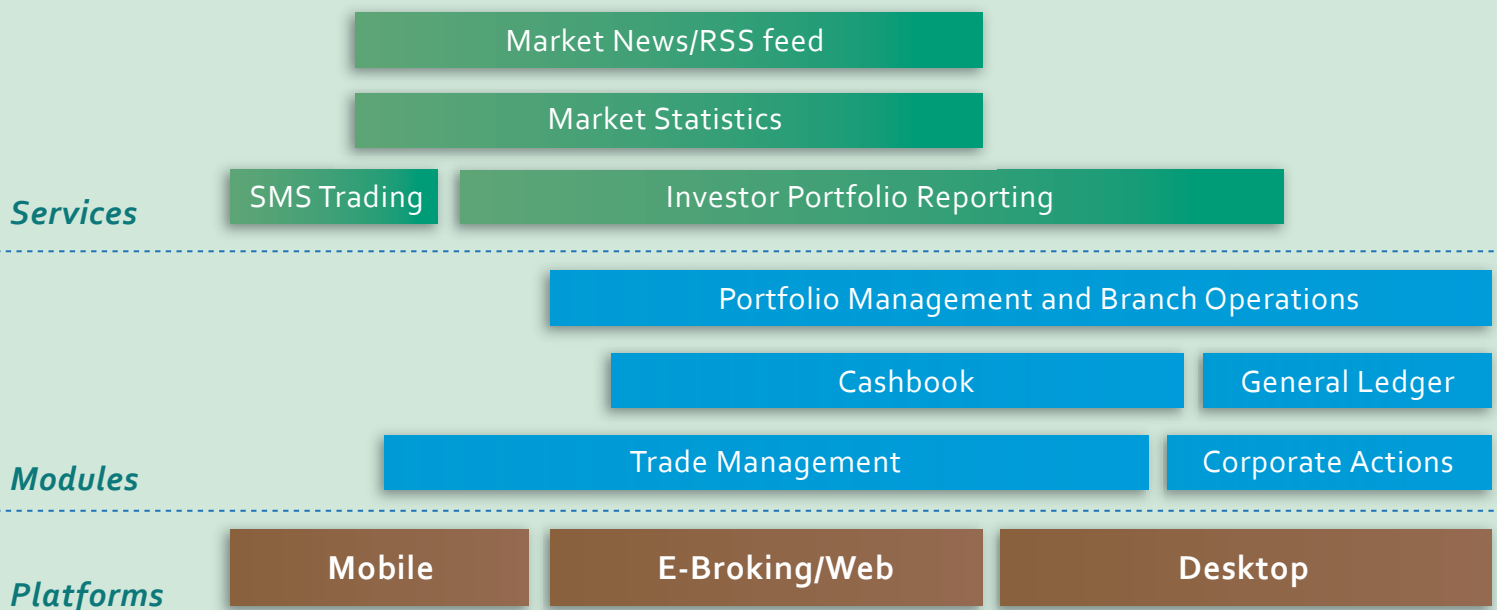 Market News/RSS feed
Market Statistics
Services
SMS Trading
Investor Portfolio Reporting
Portfolio Management and Branch Operations
Cashbook
General Ledger
Modules
Trade Management
Corporate Actions
Platforms
Mobile
E-Broking/Web
Desktop